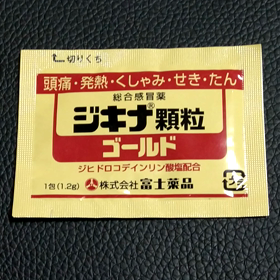 切りくち
頭痛・発熱・くしゃみ・せき・たん
総合感冒薬
ジキナ®顆粒
ゴールド
ジヒドロコデインリン酸塩配合
1包(1.2g) 株式会社 富士薬品
プラ